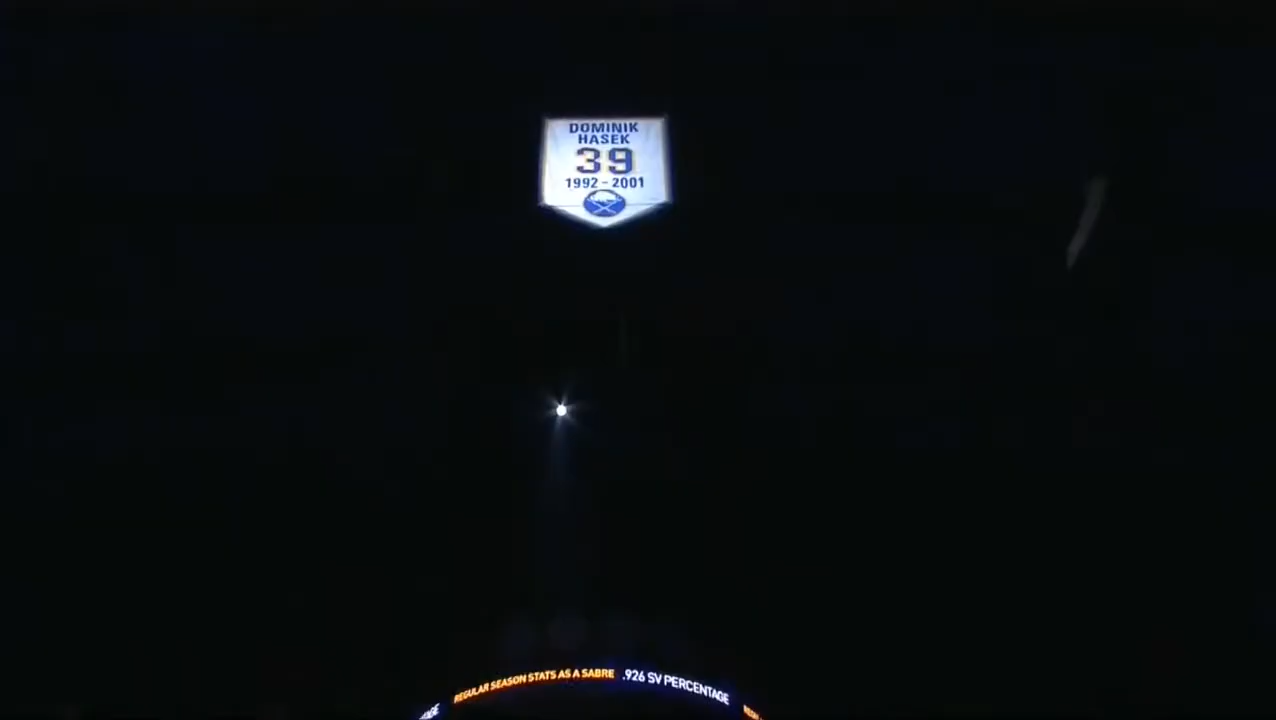 DOMINIK
HASEK
39
1992 - 2001
REGULAR SEASON STATS AS A SABRE .926 SV PERCENTAGE